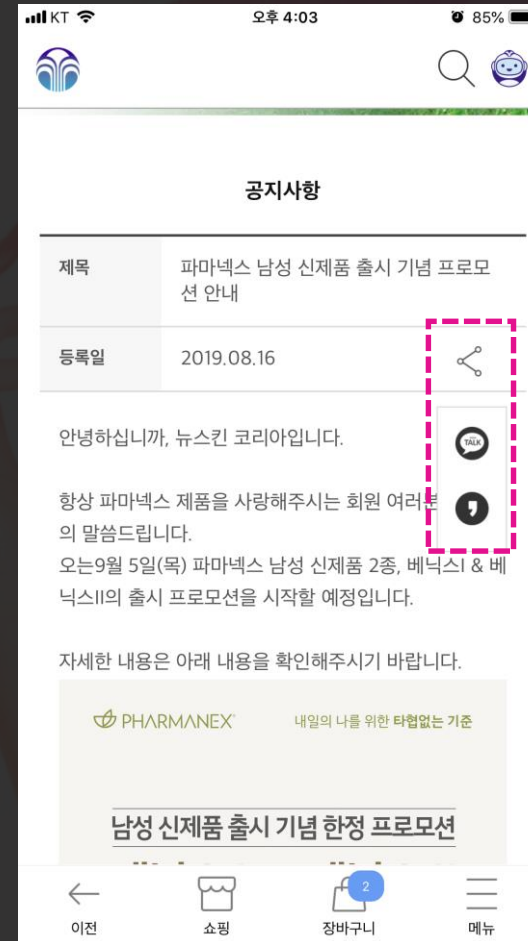 KT 오후 4:03 85%
공지사항
제목 파마넥스 남성 신제품 출시 기념 프로모
션 안내
등록일 2019.08.16
안녕하십니까, 뉴스킨 코리아입니다.
TALK
항상 파마넥스 제품을 사랑해주시는 회원 여러분
의 말씀드립니다.
오는9월 5일(목) 파마넥스 남성 신제품 2종, 베닉스I & 베
닉스II의 출시 프로모션을 시작할 예정입니다.
자세한 내용은 아래 내용을 확인해주시기 바랍니다.
PHARMANEX 내일의 나를 위한 타협없는 기준
남성 신제품 출시 기념 한정 프로모션
2
이전 쇼핑 장바구니 메뉴